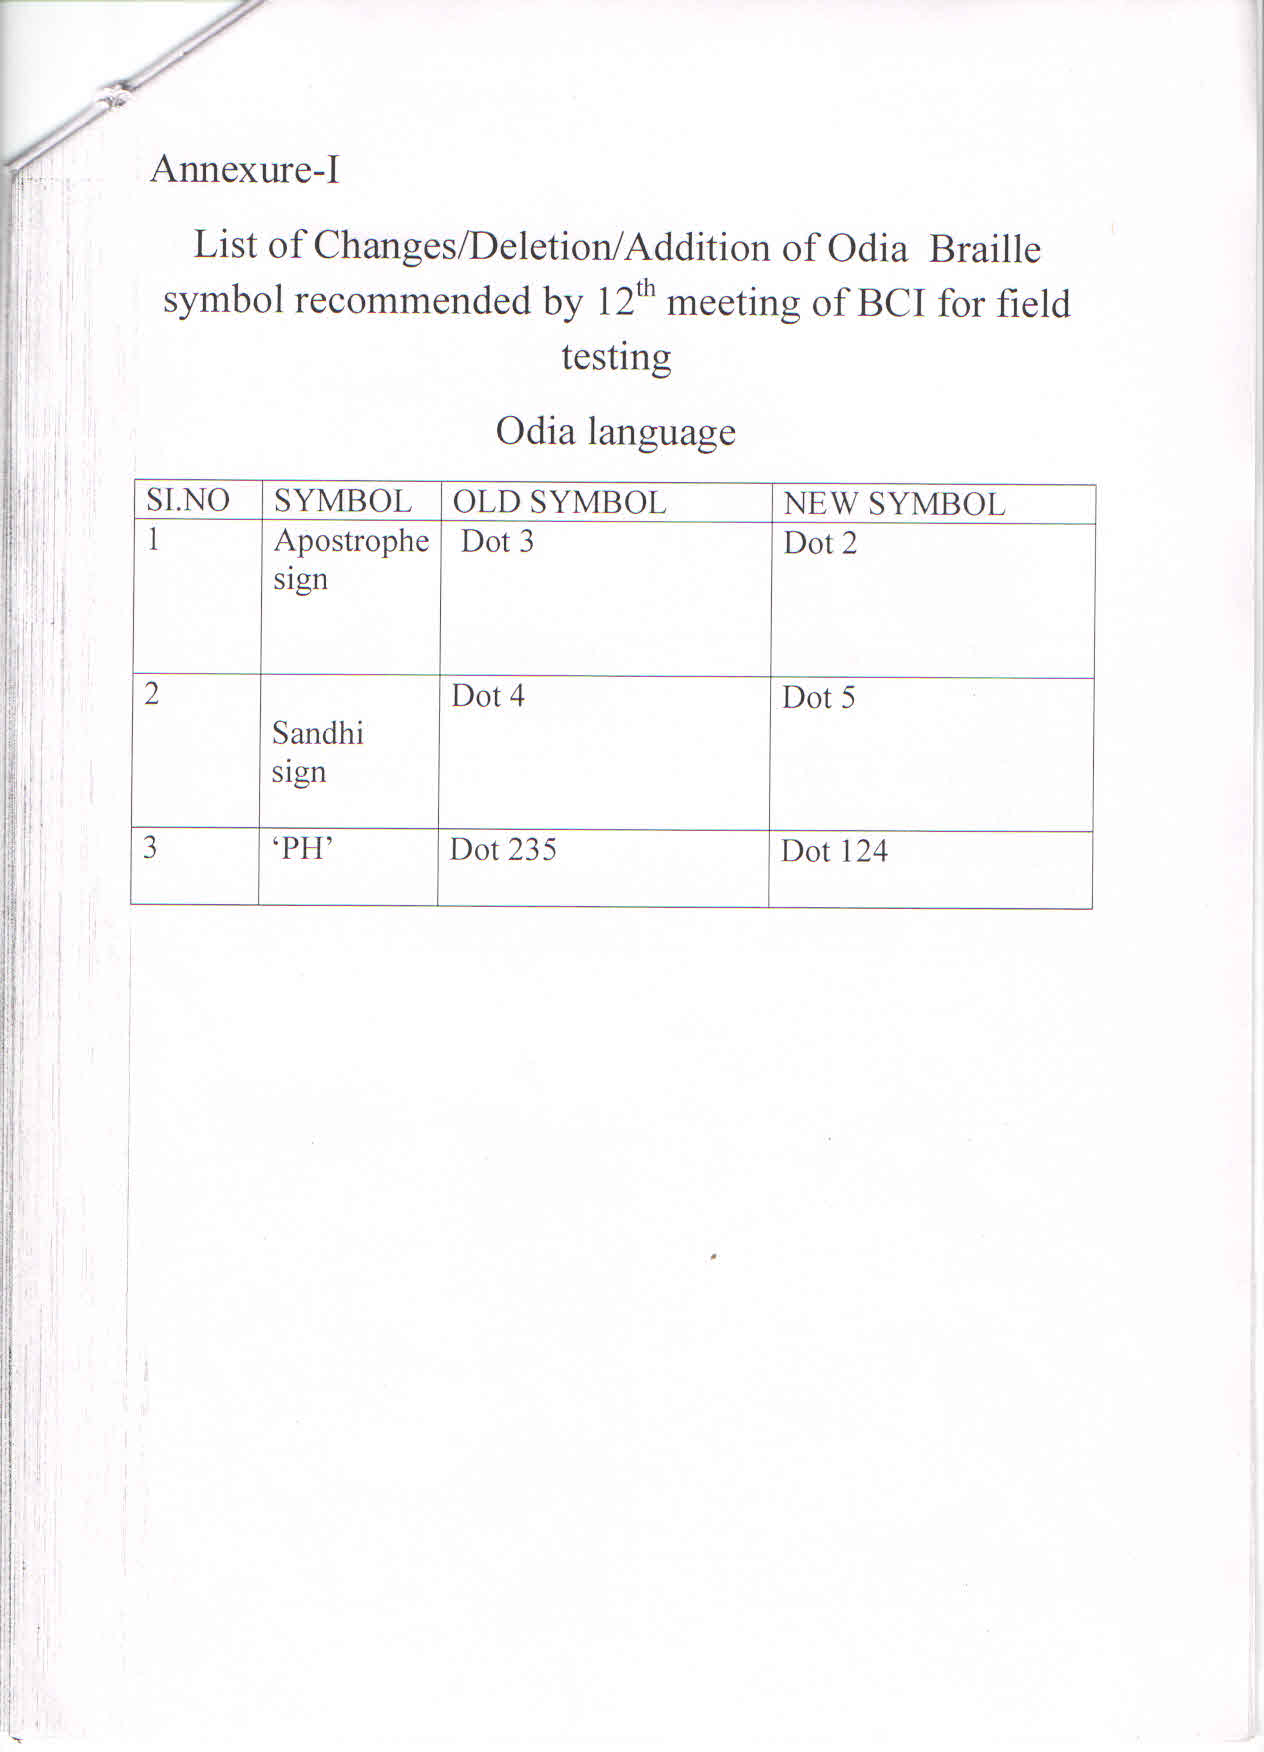 Annexure-I
List of Changes/Deletion/Addition of Odia Braille
symbol recommended by 12th meeting of BCI for field
testing
Odia language
SI.NO SYMBOL OLD SYMBOL NEW SYMBOL
1 Apostrophe Dot 3 Dot 2
sign
2 Dot 4 Dot 5
Sandhi
sign
3 ‘PH’ Dot 235 Dot 124